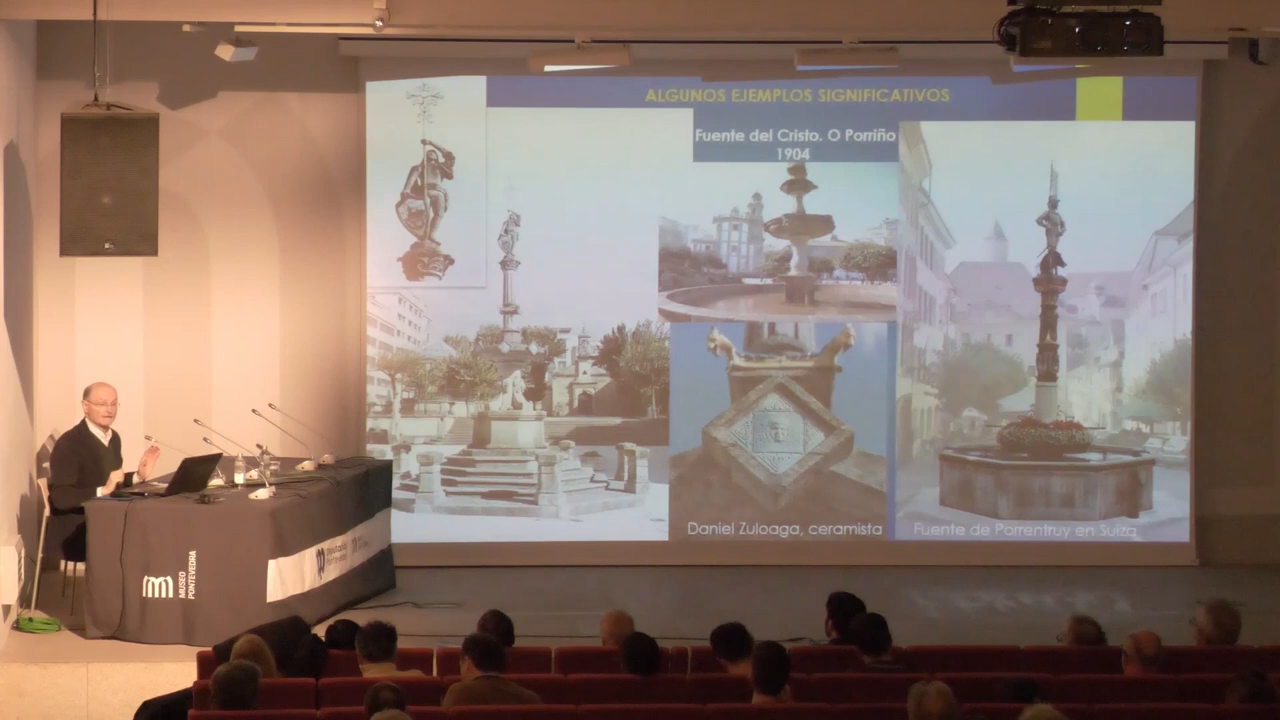 ALGUNOS EJEMPLOS SIGNIFICATIVOS
Fuente del Cristo. O Porriño
1904
Daniel Zuloaga, ceramista
Fuente de Porrentruy en Suiza
MUSEO
PONTEVEDRA